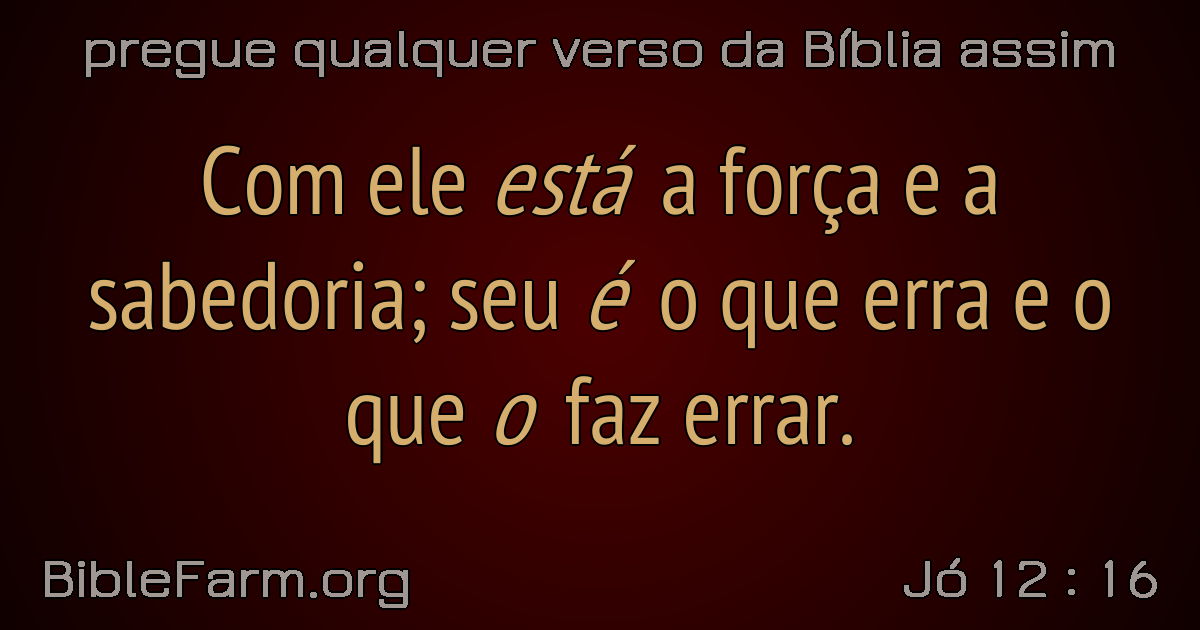 pregue qualquer verso da Bíblia assim
Com ele está a força e a
sabedoria; seu é o que erra e o
que o faz errar.
BibleFarm.org
Jó 12 : 16